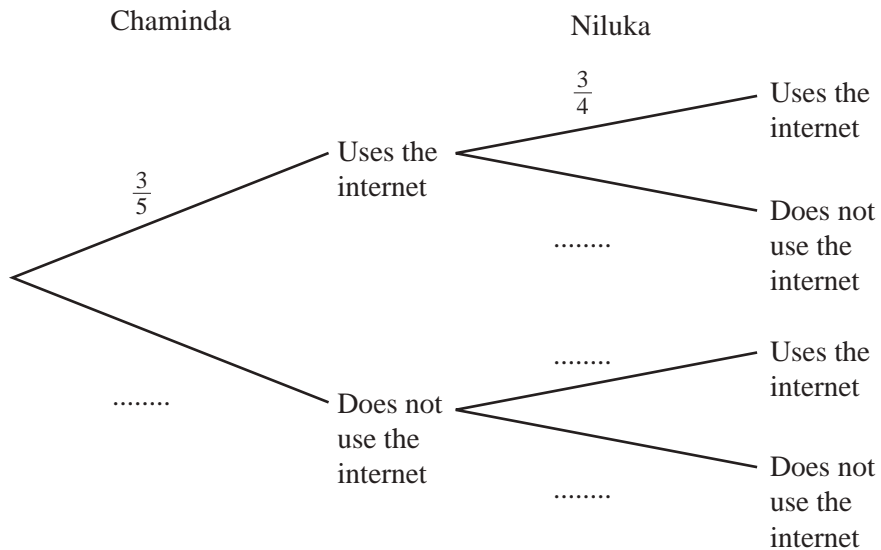 Chaminda
Niluka
3/5
Uses the
internet
3/4
Uses the
internet
........
Does not
use the
internet
........
Does not
use the
internet
........
Uses the
internet
........
Does not
use the
internet